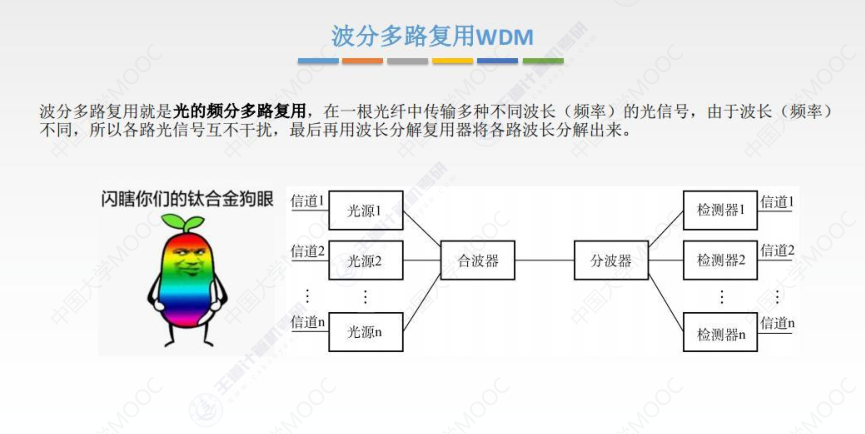 波分多路复用WDM
波分多路复用就是光的频分多路复用，在一根光纤中传输多种不同波长（频率）的光信号，由于波长（频率）
不同，所以各路光信号互不干扰，最后再用波长分解复用器将各路波长分解出来。
闪瞎你们的钛合金狗眼
信道1
光源1
检测器1
信道1
信道2
光源2
合波器
分波器
检测器2
信道2
⋮
⋮
⋮
⋮
信道n
光源n
检测器n
信道n
中国大学MOOC
王道计算机考研